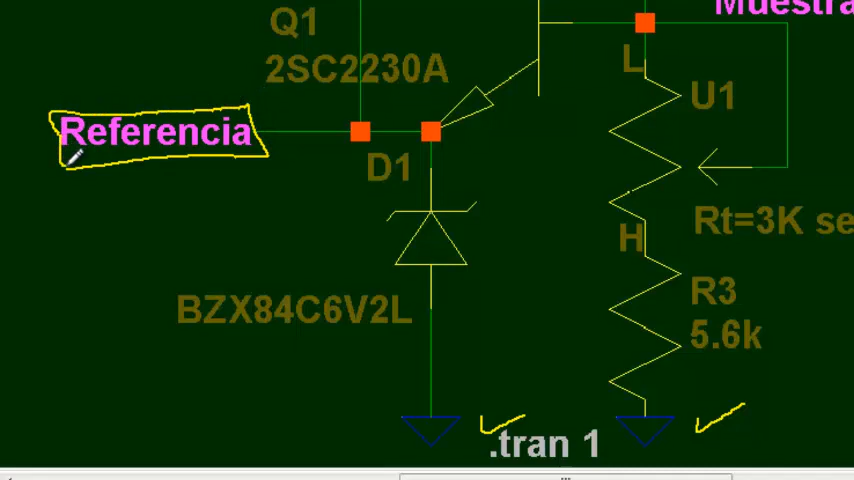 Muestra
Q1
2SC2230A
L
U1
Referencia
D1
Rt=3K se
H
BZX84C6V2L
R3
5.6k
.tran 1